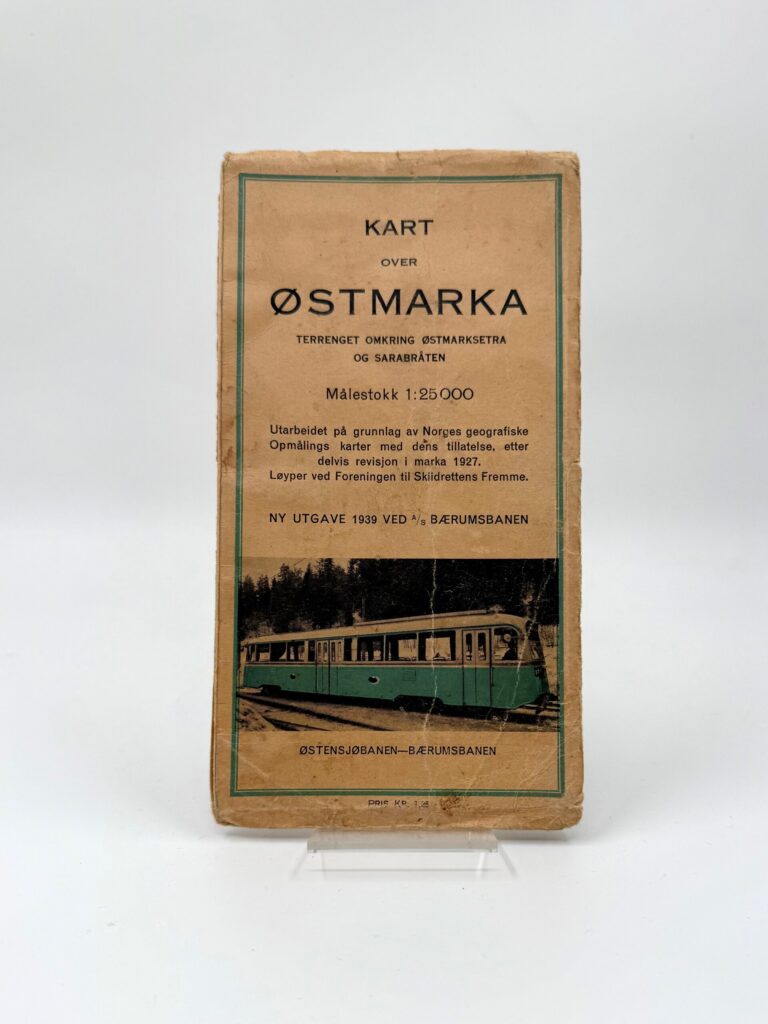 KART
OVER
ØSTMARKA
TERRENGET OMKRING ØSTMARKSETRA
OG SARABRÅTEN
Målestokk 1:25000
Utarbeidet på grunnlag av Norges geografiske
Opmålings karter med dens tillatelse, etter
delvis revisjon i marka 1927.
Løyper ved Foreningen til Skiidrettens Fremme.
NY UTGAVE 1939 VED A/S BÆRUMSBANEN
ØSTENSJØBANEN—BÆRUMSBANEN
PRIS KR.